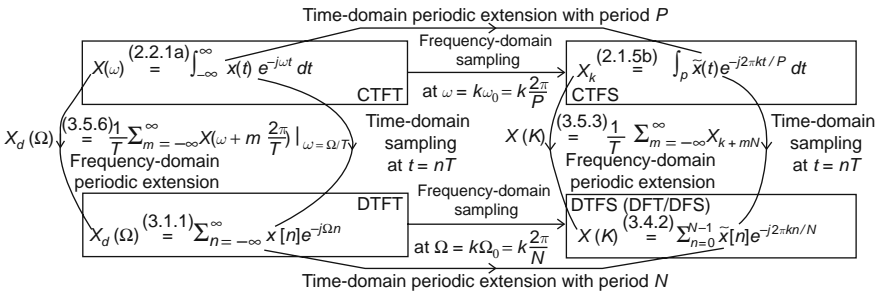 Time-domain periodic extension with period P
X(ω) (2.2.1a) = ∫_{−∞}^{∞} x(t) e^{−jωt} dt
CTFT
Frequency-domain
sampling
at ω = kω₀ = k 2π/P
X_k (2.1.5b) = ∫_P x̃(t) e^{−j2πkt/P} dt
CTFS
X_d (Ω) (3.5.6) = 1/T ∑_{m = −∞}^{∞} X(ω + m 2π/T) |_{ω = Ω/T}
Frequency-domain
periodic extension
Time-domain
sampling
at t = nT
X (K) (3.5.3) = 1/T ∑_{m = −∞}^{∞} X_{k + mN}
Frequency-domain
periodic extension
Time-domain
sampling
at t = nT
DTFT
X_d (Ω) (3.1.1) = ∑_{n = −∞}^{∞} x [n] e^{−jΩn}
Frequency-domain
sampling
at Ω = kΩ₀ = k 2π/N
DTFS (DFT/DFS)
X (K) (3.4.2) = ∑_{n=0}^{N−1} x̃[n] e^{−j2πkn/N}
Time-domain periodic extension with period N